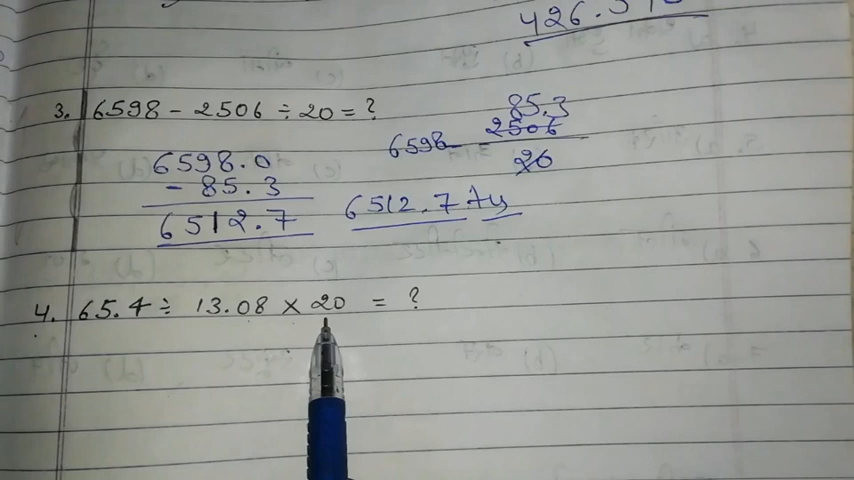 3. 6598 - 2506 ÷ 20 = ?
85.3
6598 - 2506
20
6598.0
- 85.3
6512.7
6512.7
4. 65.4 ÷ 13.08 × 20 = ?